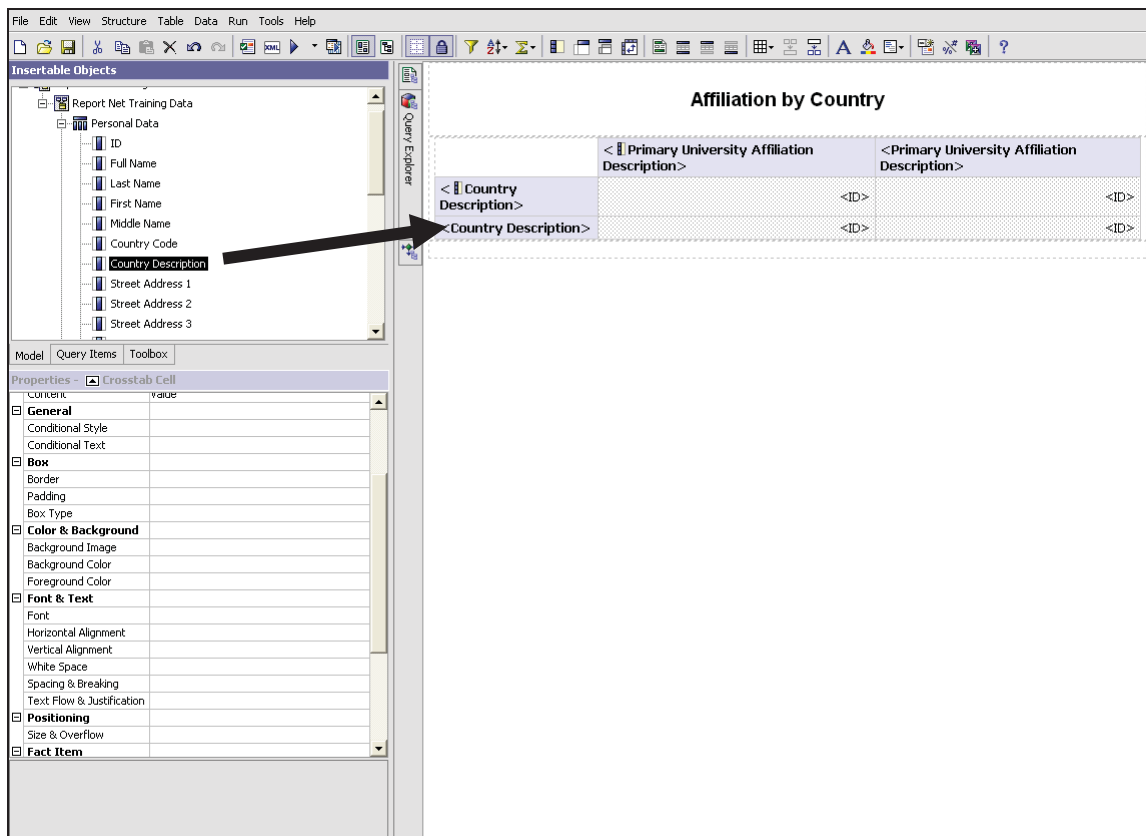 File Edit View Structure Table Data Run Tools Help
XML
A
?
Insertable Objects
Report Net Training Data
Personal Data
ID
Full Name
Last Name
First Name
Middle Name
Country Code
Country Description
Street Address 1
Street Address 2
Street Address 3
Model Query Items Toolbox
Query Explorer
Properties - Crosstab Cell
Content Value
General
Conditional Style
Conditional Text
Box
Border
Padding
Box Type
Color & Background
Background Image
Background Color
Foreground Color
Font & Text
Font
Horizontal Alignment
Vertical Alignment
White Space
Spacing & Breaking
Text Flow & Justification
Positioning
Size & Overflow
Fact Item
Affiliation by Country
<Primary University Affiliation
Description>
<Primary University Affiliation
Description>
<Country
Description>
<ID>
<ID>
<Country Description>
<ID>
<ID>